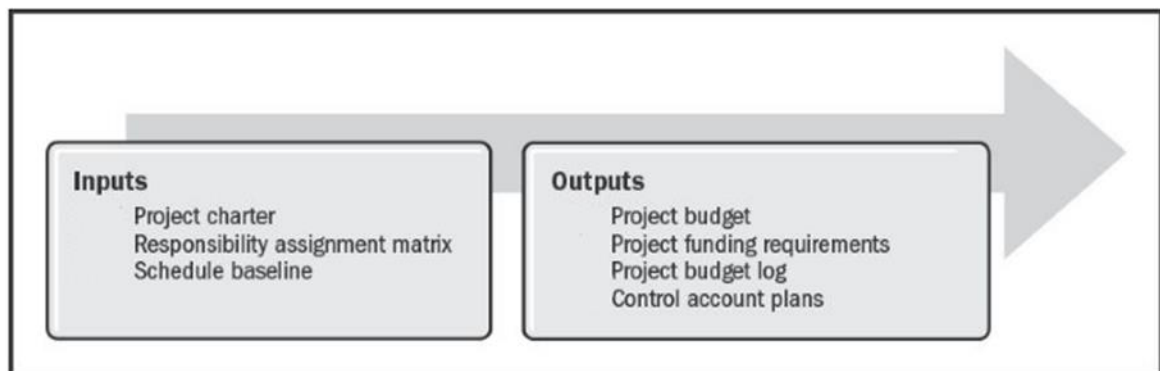 Inputs
Project charter
Responsibility assignment matrix
Schedule baseline
Outputs
Project budget
Project funding requirements
Project budget log
Control account plans